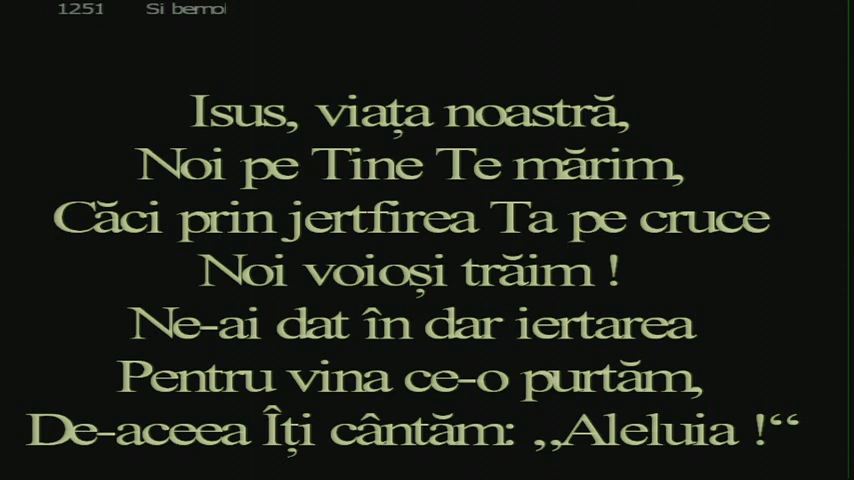 1251 Si bemol
Isus, viața noastră,
Noi pe Tine Te mărim,
Căci prin jertfirea Ta pe cruce
Noi voioși trăim !
Ne-ai dat în dar iertarea
Pentru vina ce-o purtăm,
De-aceea Îți cântăm: ,,Aleluia !“